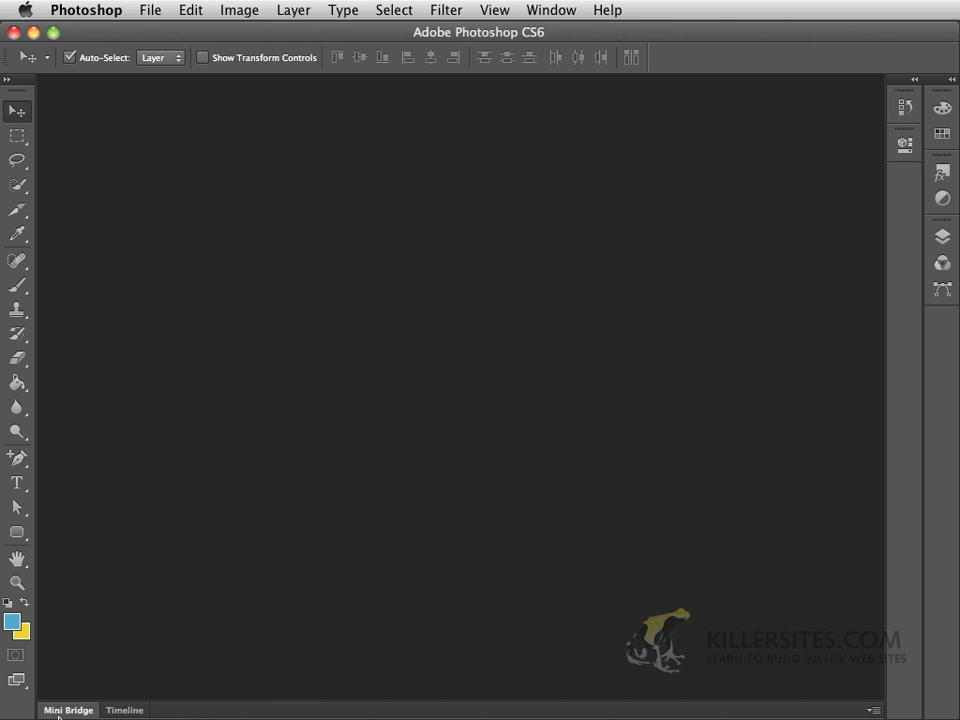 Photoshop File Edit Image Layer Type Select Filter View Window Help
Adobe Photoshop CS6
Auto-Select: Layer Show Transform Controls
T
KILLERSITES.COM
LEARN TO BUILD 'KILLER' WEB SITES
Mini Bridge Timeline